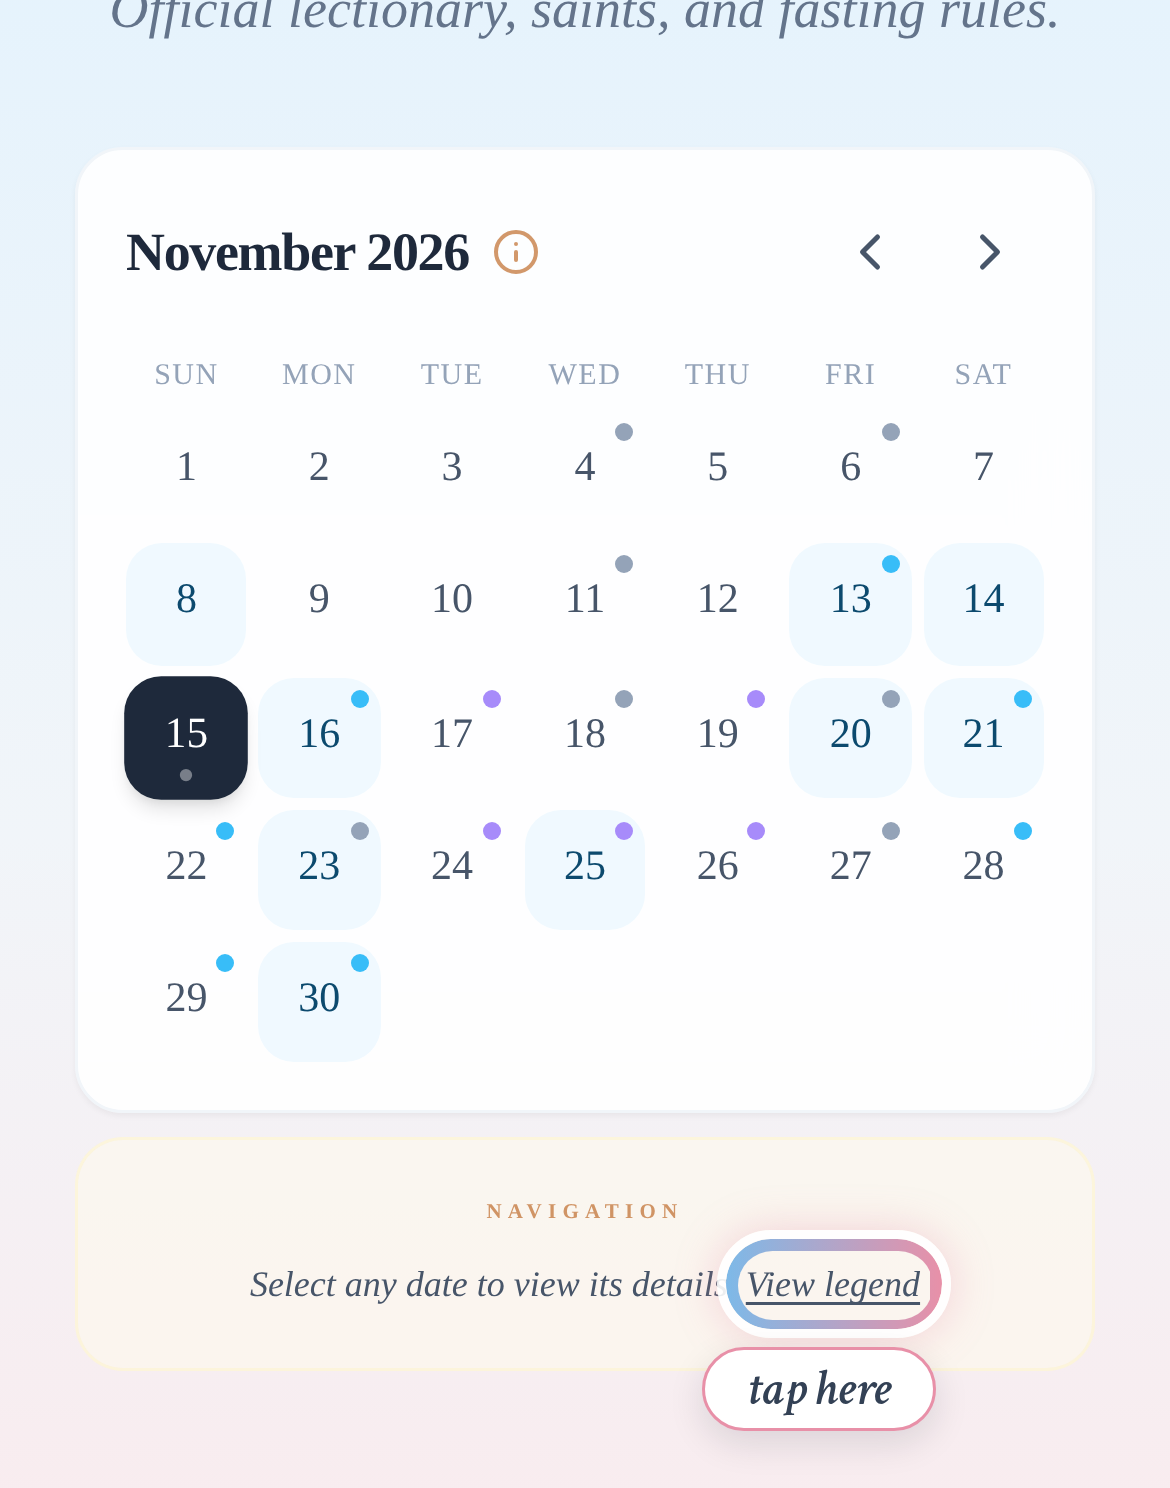 Official lectionary, saints, and fasting rules.
November 2026
SUN MON TUE WED THU FRI SAT
1 2 3 4 5 6 7
8 9 10 11 12 13 14
15 16 17 18 19 20 21
22 23 24 25 26 27 28
29 30
NAVIGATION
Select any date to view its details View legend
tap here